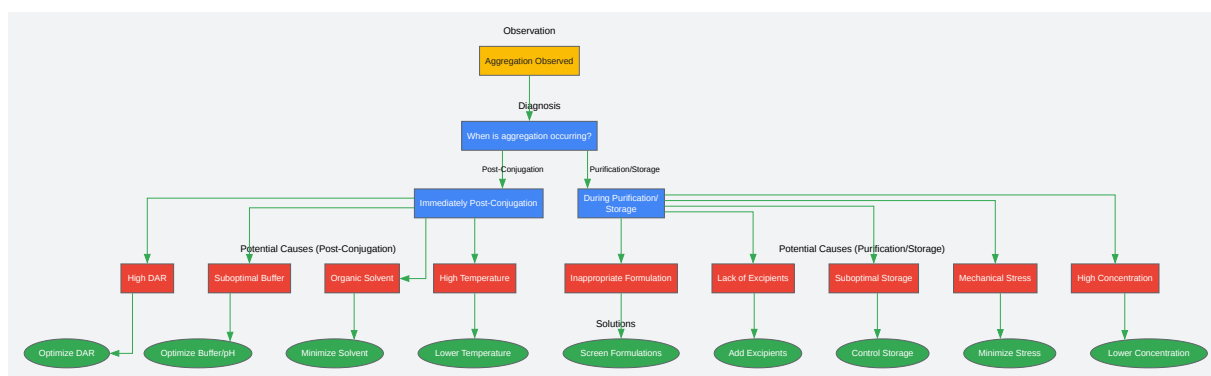 Observation
Aggregation Observed
Diagnosis
When is aggregation occurring?
Post-Conjugation
Purification/Storage
Immediately Post-Conjugation
During Purification/
Storage
Potential Causes (Post-Conjugation)
Potential Causes (Purification/Storage)
High DAR
Suboptimal Buffer
Organic Solvent
High Temperature
Inappropriate Formulation
Lack of Excipients
Suboptimal Storage
Mechanical Stress
High Concentration
Solutions
Optimize DAR
Optimize Buffer/pH
Minimize Solvent
Lower Temperature
Screen Formulations
Add Excipients
Control Storage
Minimize Stress
Lower Concentration